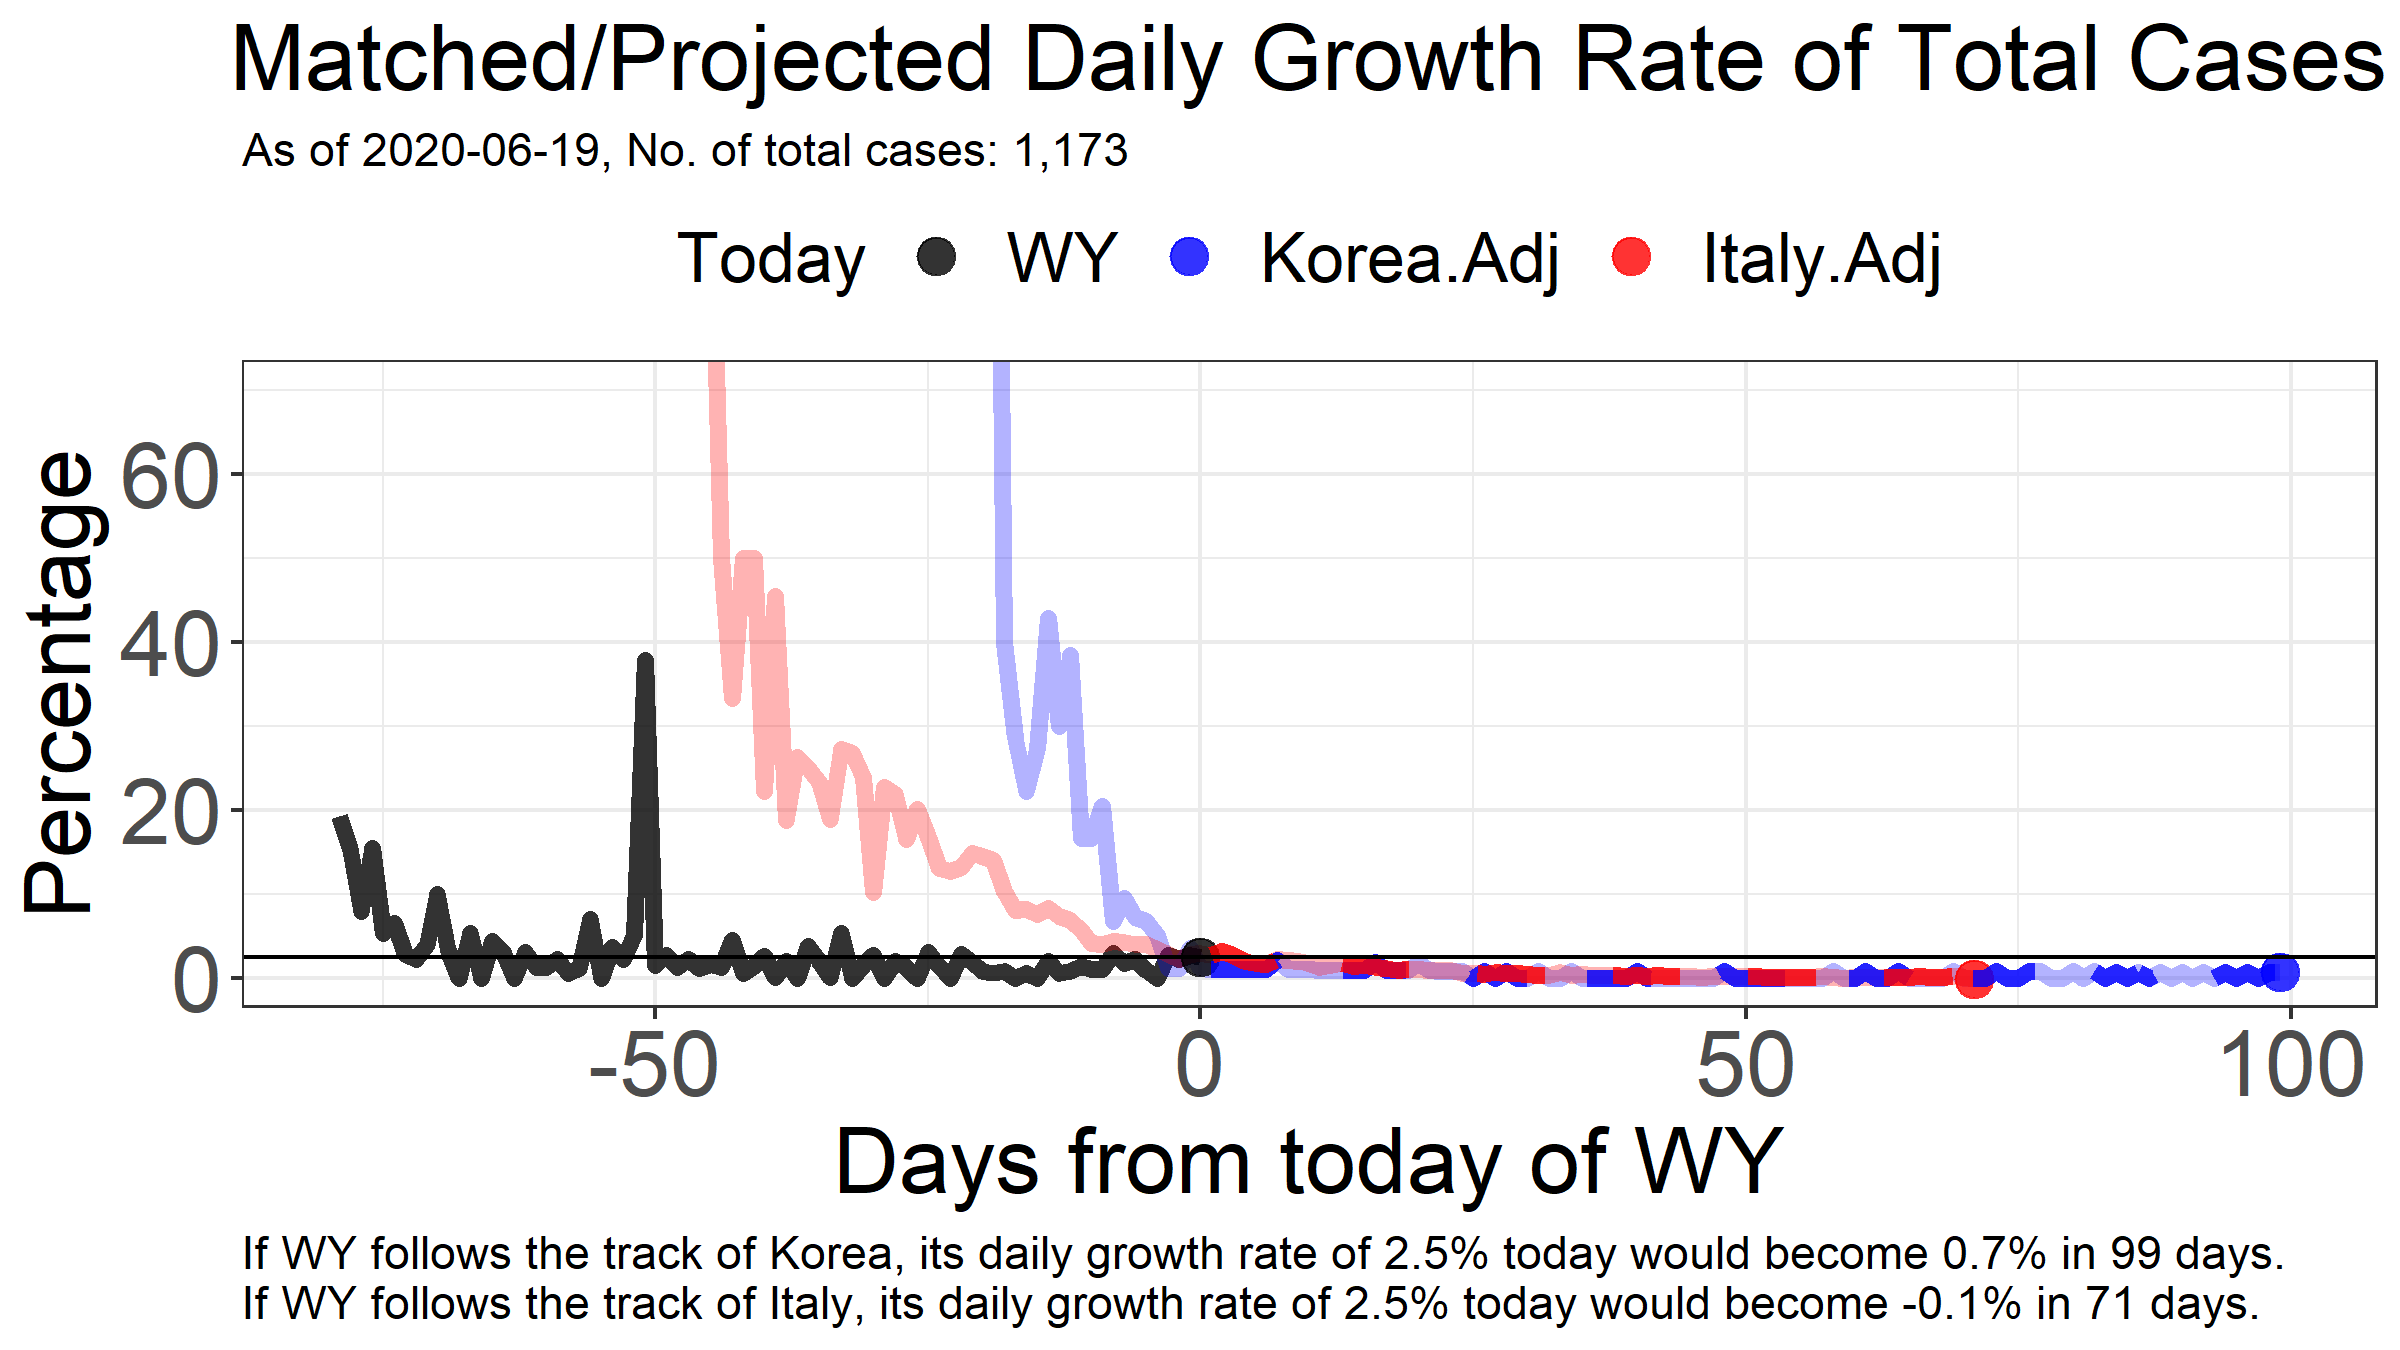 Matched/Projected Daily Growth Rate of Total Cases
As of 2020-06-19, No. of total cases: 1,173
Today WY Korea.Adj Italy.Adj
Percentage
60
40
20
0
-50 0 50 100
Days from today of WY
If WY follows the track of Korea, its daily growth rate of 2.5% today would become 0.7% in 99 days.
If WY follows the track of Italy, its daily growth rate of 2.5% today would become -0.1% in 71 days.